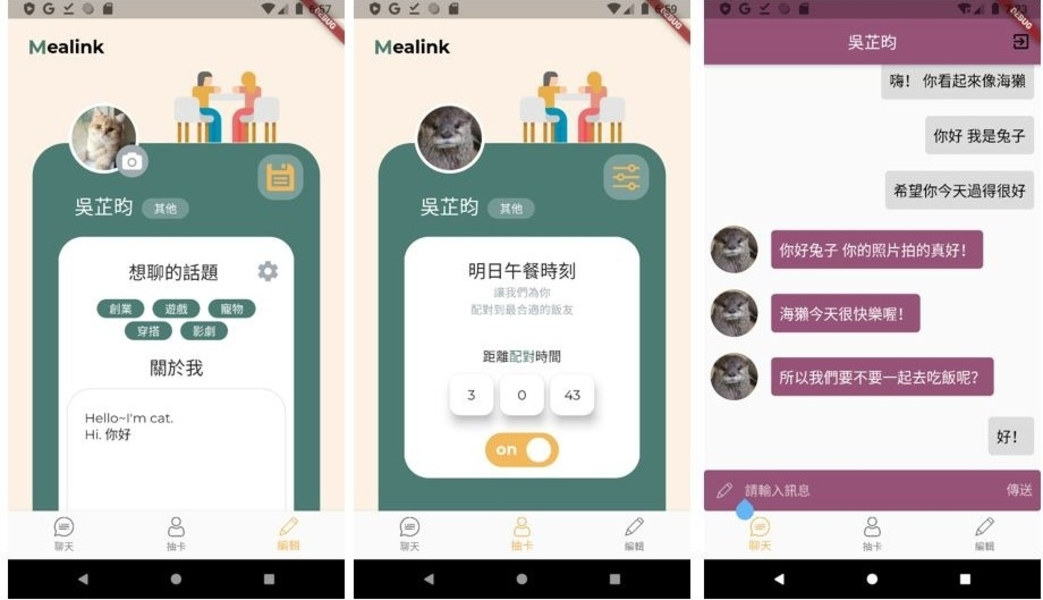 6:57
DEBUG
Mealink
吳芷昀
其他
想聊的話題
創業
遊戲
寵物
穿搭
影劇
關於我
Hello~I'm cat.
Hi. 你好
聊天
抽卡
編輯
6:59
DEBUG
Mealink
吳芷昀
其他
明日午餐時刻
讓我們為你
配對到最合適的飯友
距離配對時間
3
0
43
on
聊天
抽卡
編輯
DEBUG
吳芷昀
嗨! 你看起來像海獺
你好 我是兔子
希望你今天過得很好
你好兔子 你的照片拍的真好!
海獺今天很快樂喔!
所以我們要不要一起去吃飯呢?
好!
請輸入訊息
傳送
聊天
抽卡
編輯